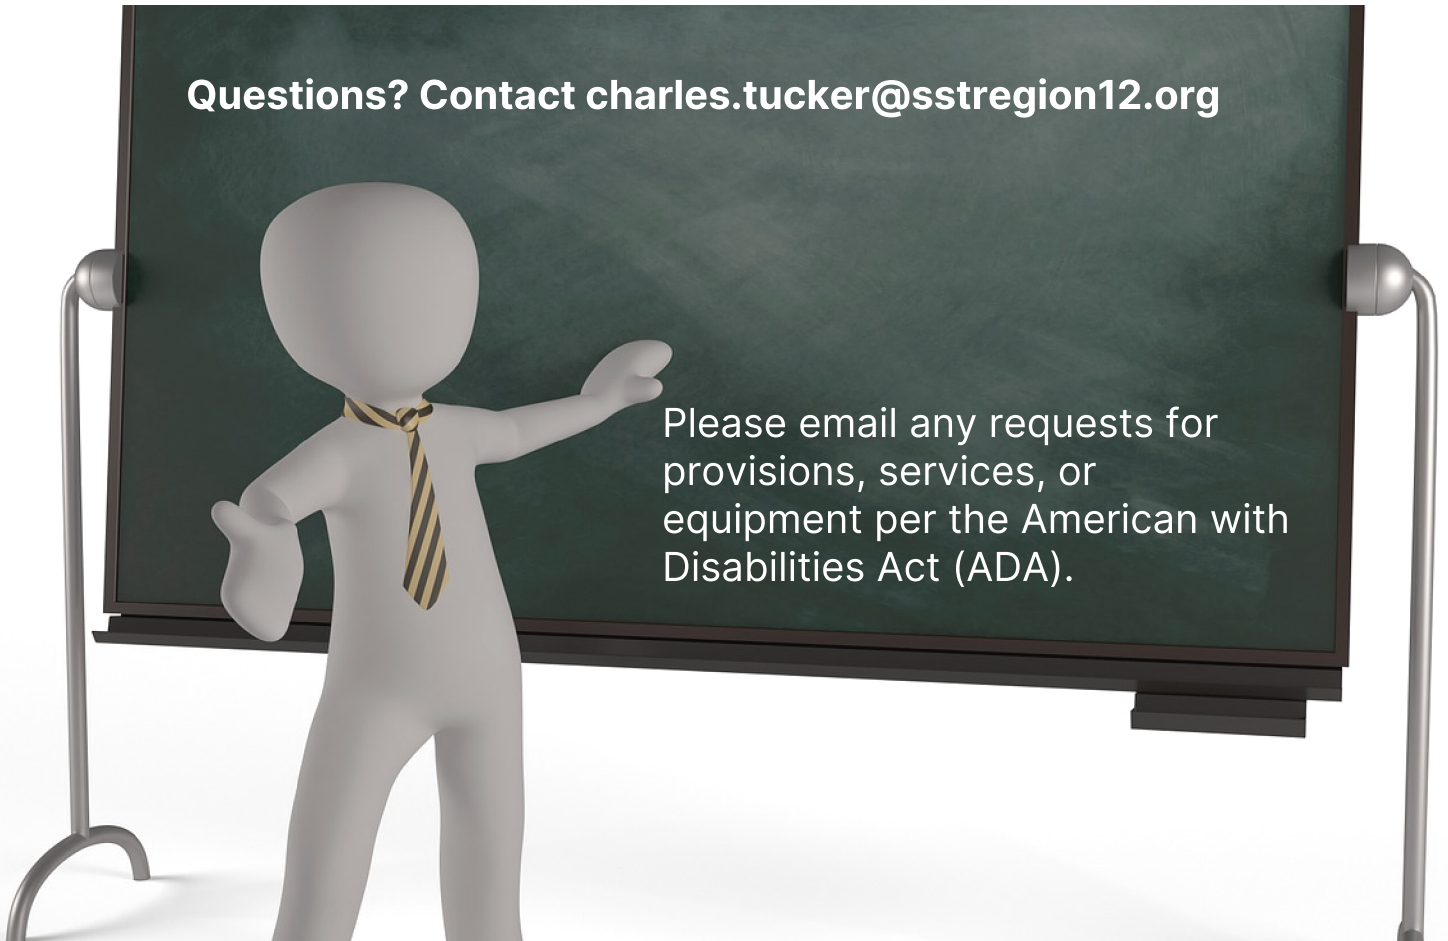 Questions? Contact charles.tucker@sstregion12.org
Please email any requests for
provisions, services, or
equipment per the American with
Disabilities Act (ADA).